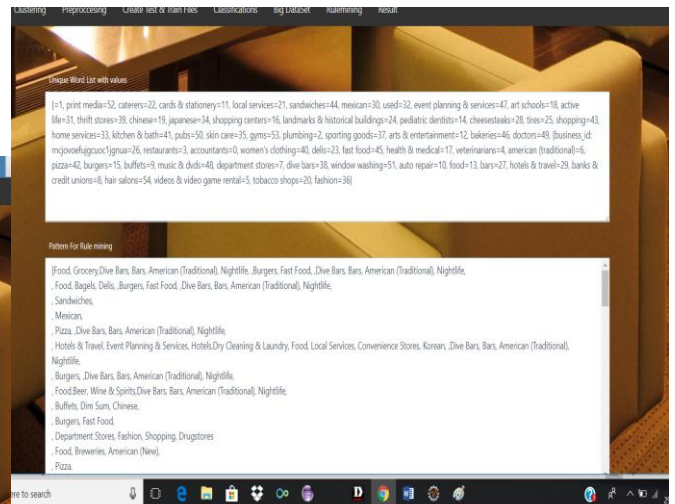 Clustering Preproccesing Create Test & Train Files Classifications Big DataSet Rulemining Result
Unique Word List with values
[=1, print media=52, caterers=22, cards & stationery=11, local services=21, sandwiches=44, mexican=30, used=32, event planning & services=47, art schools=18, active
life=31, thrift stores=39, chinese=19, japanese=34, shopping centers=16, landmarks & historical buildings=24, pediatric dentists=14, cheesesteaks=28, tires=25, shopping=43,
home services=33, kitchen & bath=41, pubs=50, skin care=35, gyms=53, plumbing=2, sporting goods=37, arts & entertainment=12, bakeries=46, doctors=49, {business_id:
mcjovoefujgcuoc1jgnua=26, restaurants=3, accountants=0, women's clothing=40, delis=23, fast food=45, health & medical=17, veterinarians=4, american (traditional)=6,
pizza=42, burgers=15, buffets=9, music & dvds=48, department stores=7, dive bars=38, window washing=51, auto repair=10, food=13, bars=27, hotels & travel=29, banks &
credit unions=8, hair salons=54, videos & video game rental=5, tobacco shops=20, fashion=36]
Pattern For Rule mining
[Food, Grocery,Dive Bars, Bars, American (Traditional), Nightlife, ,Burgers, Fast Food, ,Dive Bars, Bars, American (Traditional), Nightlife,
, Food, Bagels, Delis, ,Burgers, Fast Food, ,Dive Bars, Bars, American (Traditional), Nightlife,
, Sandwiches,
, Mexican,
, Pizza, ,Dive Bars, Bars, American (Traditional), Nightlife,
, Hotels & Travel, Event Planning & Services, Hotels,Dry Cleaning & Laundry, Food, Local Services, Convenience Stores, Korean, ,Dive Bars, Bars, American (Traditional),
Nightlife,
, Burgers, ,Dive Bars, Bars, American (Traditional), Nightlife,
, Food,Beer, Wine & Spirits,Dive Bars, Bars, American (Traditional), Nightlife,
, Buffets, Dim Sum, Chinese,
, Burgers, Fast Food,
, Department Stores, Fashion, Shopping, Drugstores
, Food, Breweries, American (New),
, Pizza,
ere to search